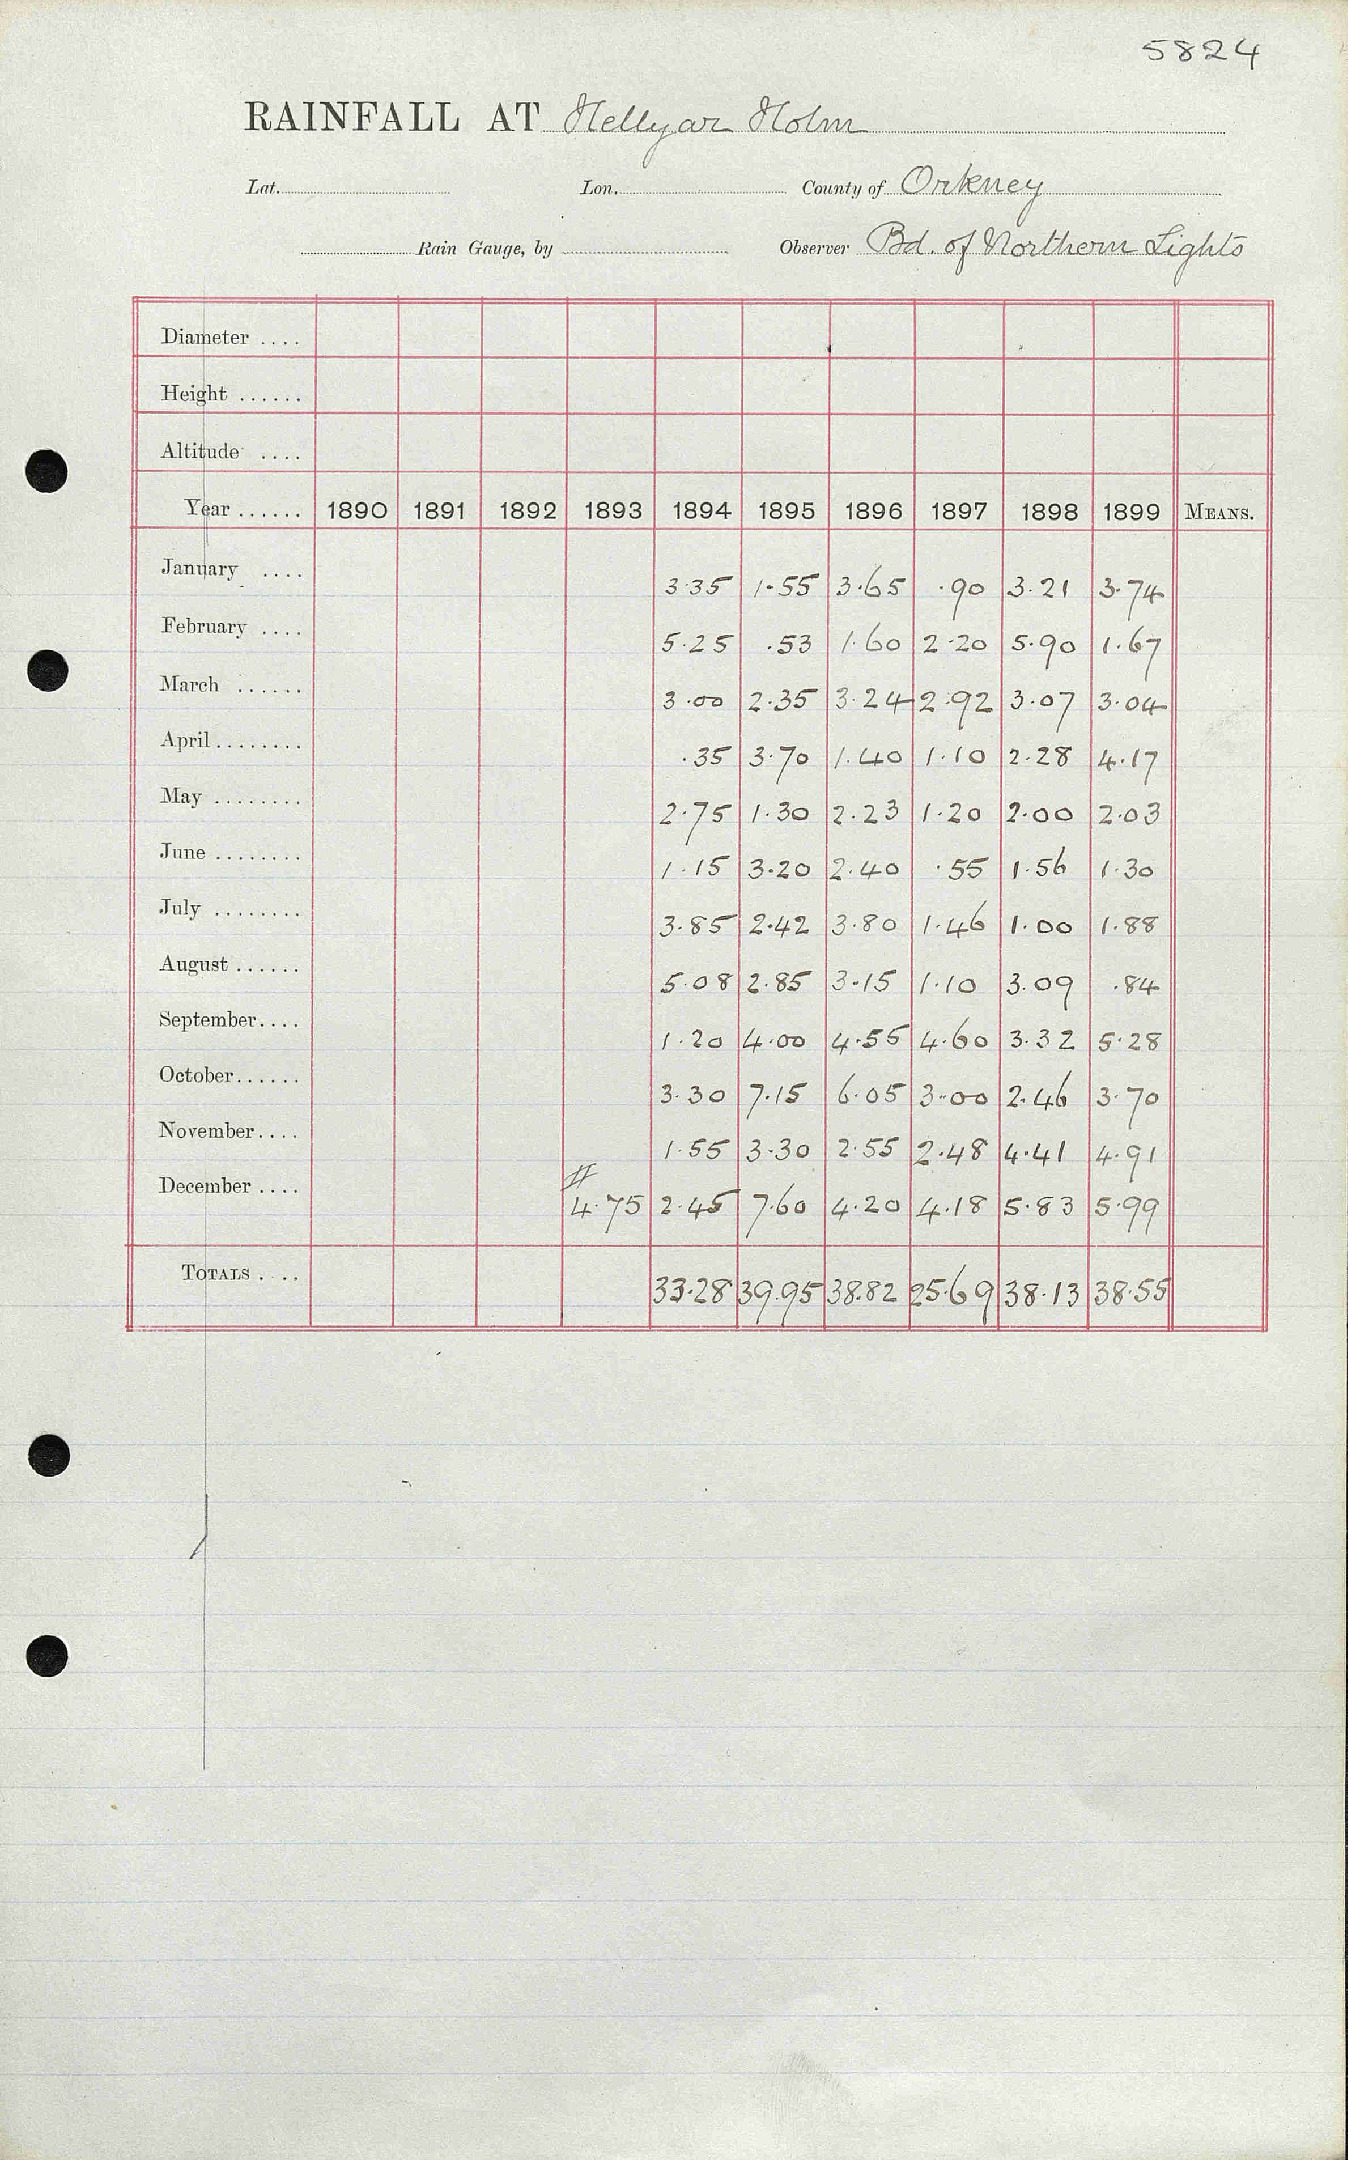 5824
RAINFALL AT Hellyar Holm
Lat. Lon. County of Orkney
Rain Gauge, by Observer Bd. of Northern Lights
Diameter ....
Height ......
Altitude ....
Year ...... 1890 1891 1892 1893 1894 1895 1896 1897 1898 1899 MEANS.
January .... 3.35 1.55 3.65 .90 3.21 3.74
February .... 5.25 .53 1.60 2.20 5.90 1.67
March ...... 3.00 2.35 3.24 2.92 3.07 3.04
April ........ .35 3.70 1.40 1.10 2.28 4.17
May ........ 2.75 1.30 2.23 1.20 2.00 2.03
June ........ 1.15 3.20 2.40 .55 1.56 1.30
July ........ 3.85 2.42 3.80 1.46 1.00 1.88
August ...... 5.08 2.85 3.15 1.10 3.09 .84
September.... 1.20 4.00 4.55 4.60 3.32 5.28
October...... 3.30 7.15 6.05 3.00 2.46 3.70
November.... 1.55 3.30 2.55 2.48 4.41 4.91
#
December .... 4.75 2.45 7.60 4.20 4.18 5.83 5.99
TOTALS .... 33.28 39.95 38.82 25.69 38.13 38.55